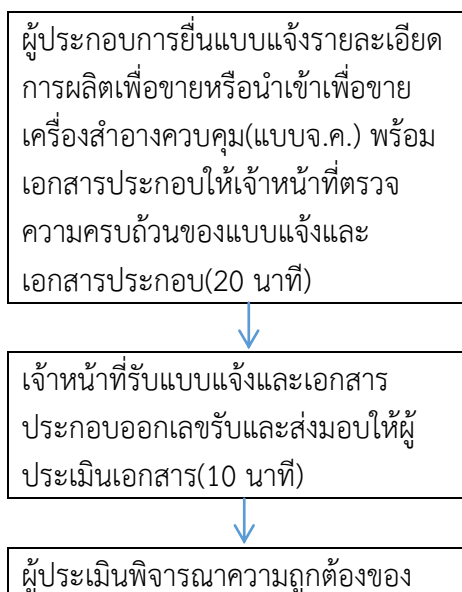 ผู้ประกอบการยื่นแบบแจ้งรายละเอียด
การผลิตเพื่อขายหรือนำเข้าเพื่อขาย
เครื่องสำอางควบคุม(แบบจ.ค.) พร้อม
เอกสารประกอบให้เจ้าหน้าที่ตรวจ
ความครบถ้วนของแบบแจ้งและ
เอกสารประกอบ(20 นาที)
เจ้าหน้าที่รับแบบแจ้งและเอกสาร
ประกอบออกเลขรับและส่งมอบให้ผู้
ประเมินเอกสาร(10 นาที)
ผู้ประเมินพิจารณาความถูกต้องของ